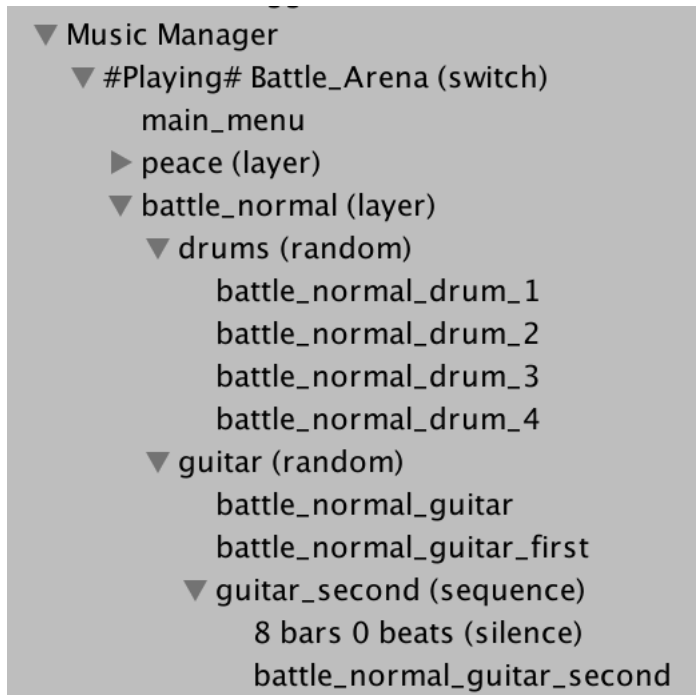 Music Manager
#Playing# Battle_Arena (switch)
main_menu
peace (layer)
battle_normal (layer)
drums (random)
battle_normal_drum_1
battle_normal_drum_2
battle_normal_drum_3
battle_normal_drum_4
guitar (random)
battle_normal_guitar
battle_normal_guitar_first
guitar_second (sequence)
8 bars 0 beats (silence)
battle_normal_guitar_second